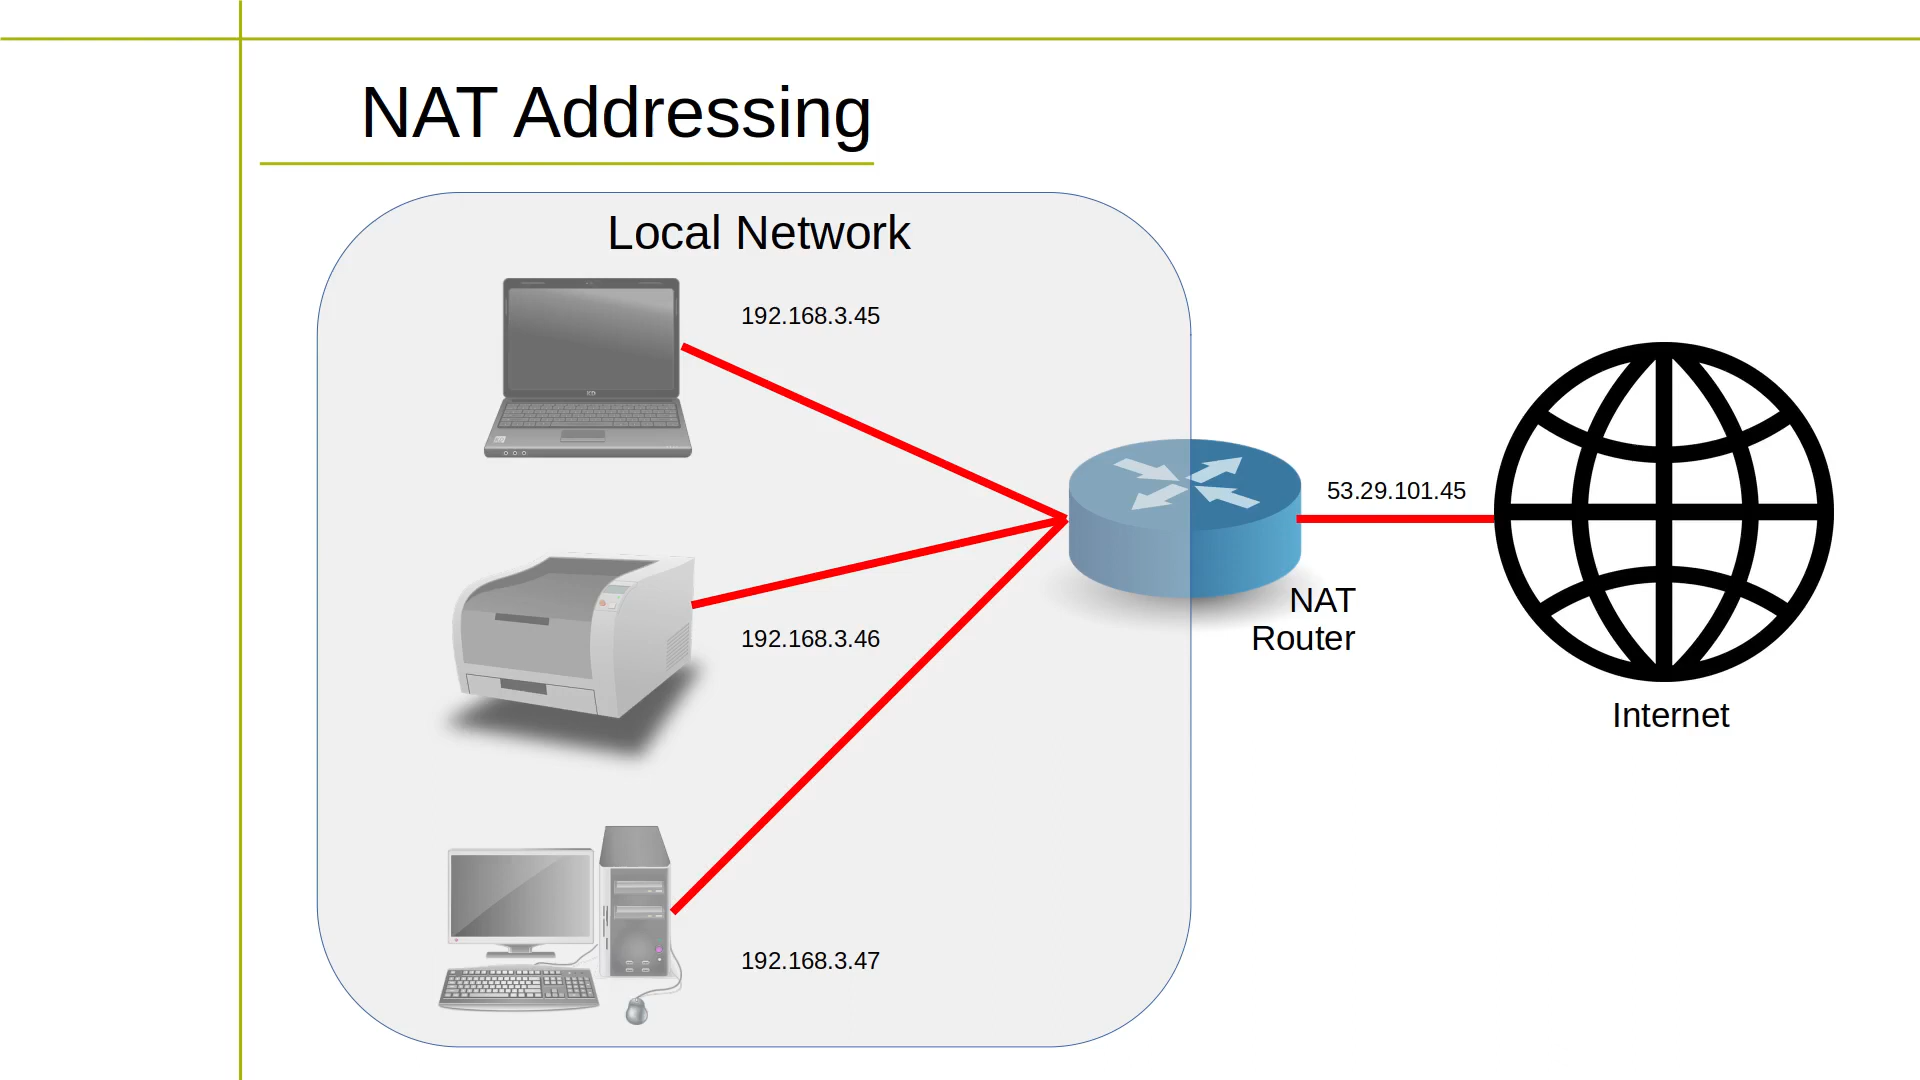 NAT Addressing
Local Network
192.168.3.45
53.29.101.45
NAT
Router
192.168.3.46
Internet
192.168.3.47